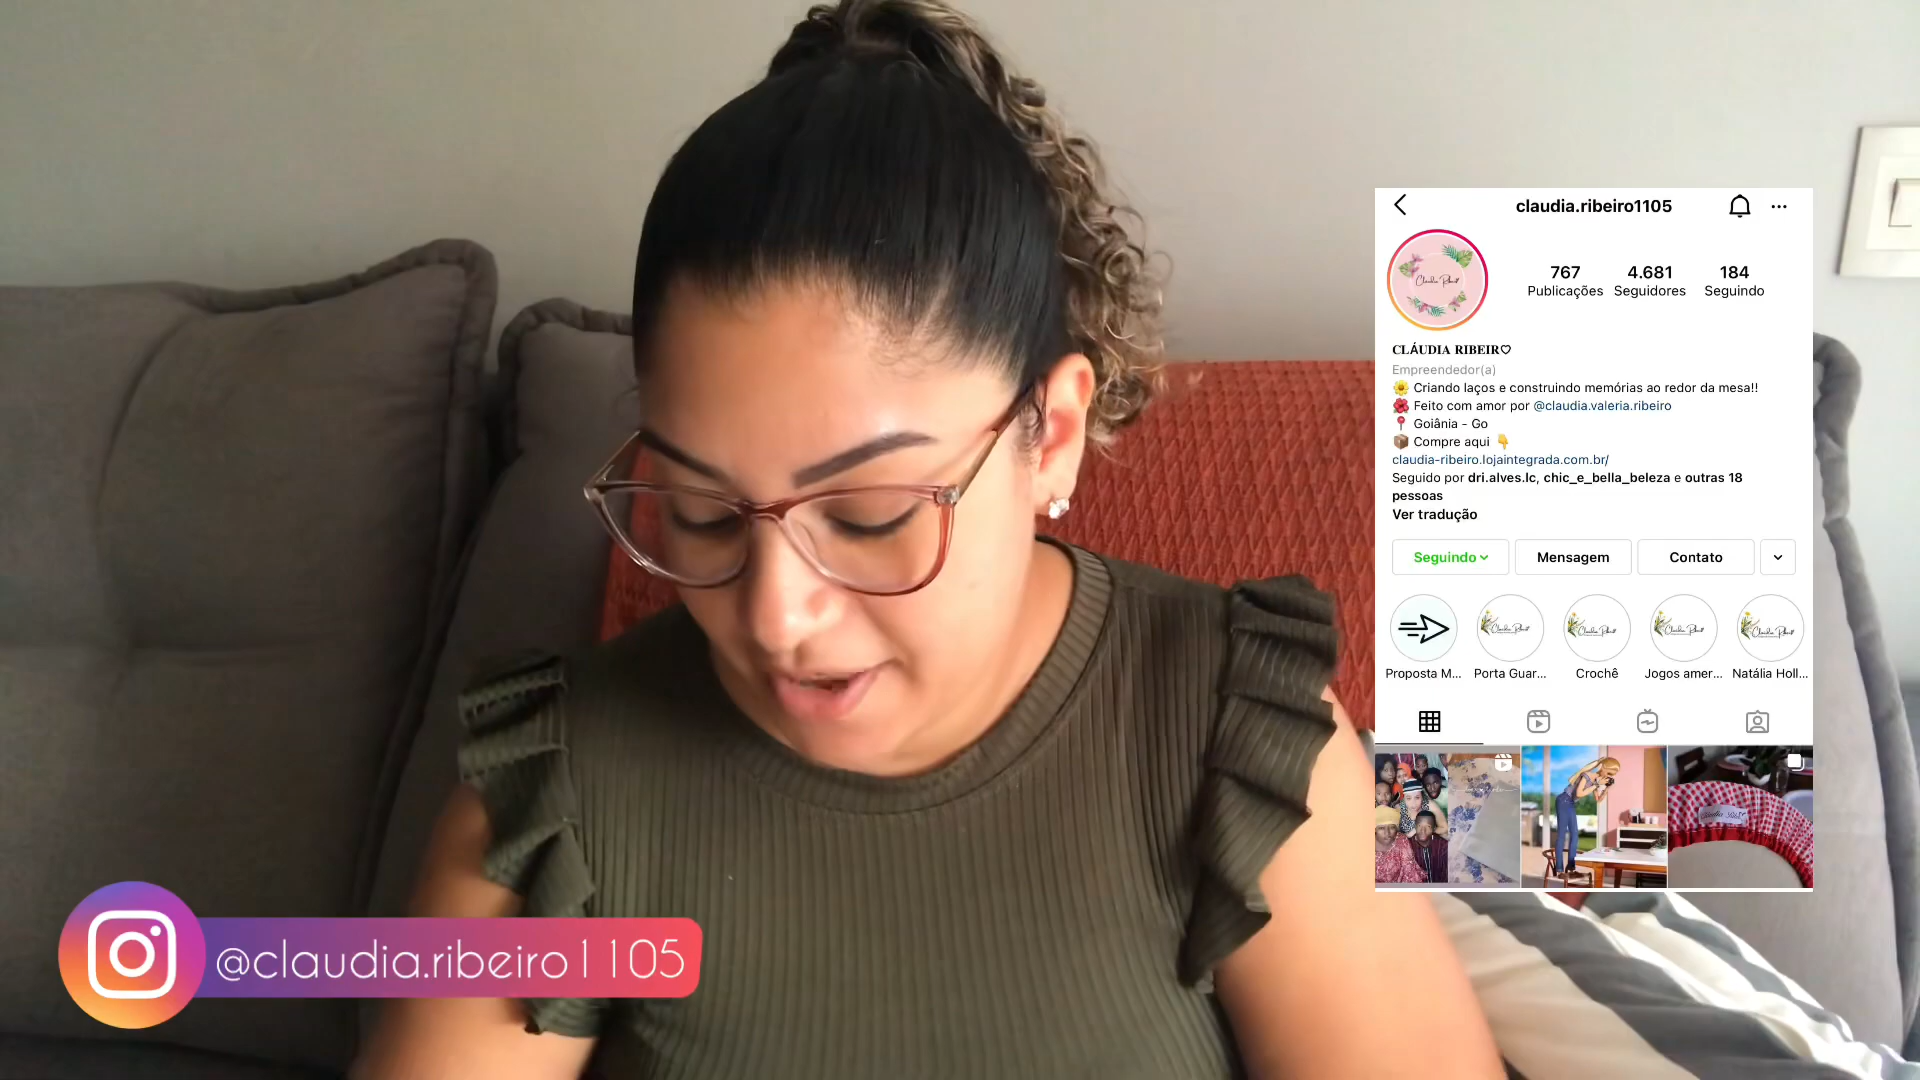 claudia.ribeiro1105
767
4.681
184
Publicações
Seguidores
Seguindo
CLÁUDIA RIBEIR♡
Empreendedor(a)
🌼 Criando laços e construindo memórias ao redor da mesa!!
🌺 Feito com amor por @claudia.valeria.ribeiro
📍 Goiânia - Go
📦 Compre aqui 👇
claudia-ribeiro.lojaintegrada.com.br/
Seguido por dri.alves.lc, chic_e_bella_beleza e outras 18
pessoas
Ver tradução
Seguindo
Mensagem
Contato
Proposta M...
Porta Guar...
Crochê
Jogos amer...
Natália Holl...
@claudia.ribeiro1105